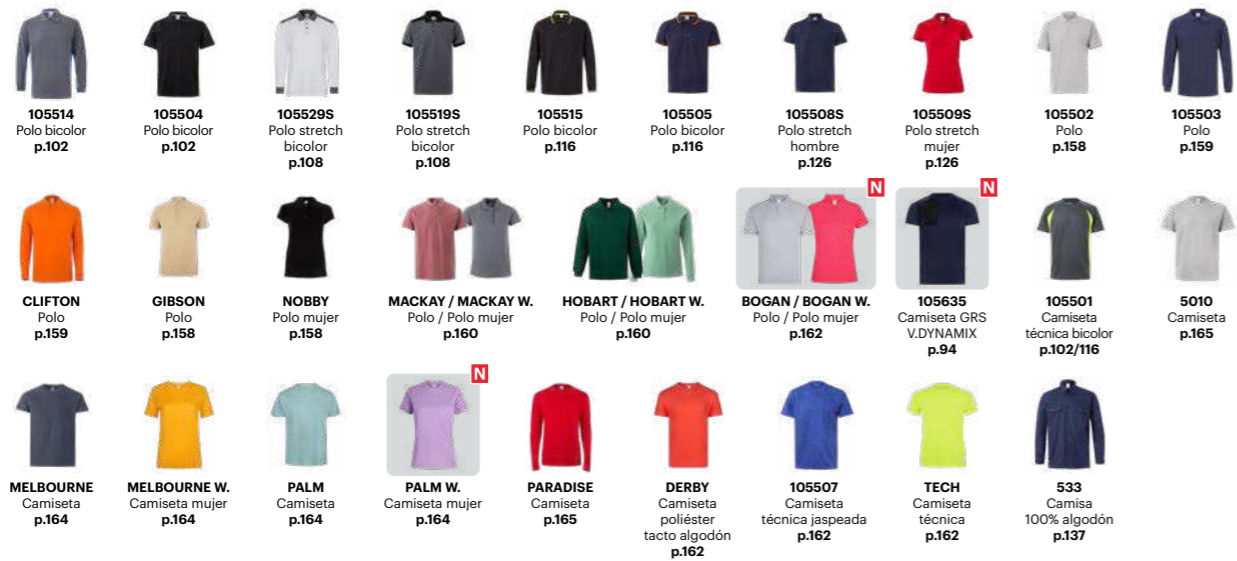 105514
Polo bicolor
p.102
105504
Polo bicolor
p.102
105529S
Polo stretch
bicolor
p.108
105519S
Polo stretch
bicolor
p.108
105515
Polo bicolor
p.116
105505
Polo bicolor
p.116
105508S
Polo stretch
hombre
p.126
105509S
Polo stretch
mujer
p.126
105502
Polo
p.158
105503
Polo
p.159
CLIFTON
Polo
p.159
GIBSON
Polo
p.158
NOBBY
Polo mujer
p.158
MACKAY / MACKAY W.
Polo / Polo mujer
p.160
HOBART / HOBART W.
Polo / Polo mujer
p.160
N
BOGAN / BOGAN W.
Polo / Polo mujer
p.162
N
105635
Camiseta GRS
V.DYNAMIX
p.94
105501
Camiseta
técnica bicolor
p.102/116
5010
Camiseta
p.165
MELBOURNE
Camiseta
p.164
MELBOURNE W.
Camiseta mujer
p.164
PALM
Camiseta
p.164
N
PALM W.
Camiseta mujer
p.164
PARADISE
Camiseta
p.165
DERBY
Camiseta
poliéster
tacto algodón
p.162
105507
Camiseta
técnica jaspeada
p.162
TECH
Camiseta
técnica
p.162
533
Camisa
100% algodón
p.137